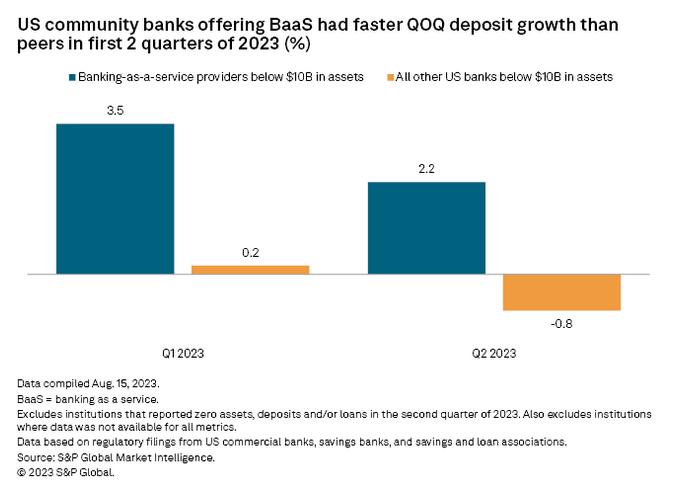 US community banks offering BaaS had faster QOQ deposit growth than
peers in first 2 quarters of 2023 (%)
Banking-as-a-service providers below $10B in assets
All other US banks below $10B in assets
3.5
0.2
2.2
-0.8
Q1 2023
Q2 2023
Data compiled Aug. 15, 2023.
BaaS = banking as a service.
Excludes institutions that reported zero assets, deposits and/or loans in the second quarter of 2023. Also excludes institutions
where data was not available for all metrics.
Data based on regulatory filings from US commercial banks, savings banks, and savings and loan associations.
Source: S&P Global Market Intelligence.
© 2023 S&P Global.